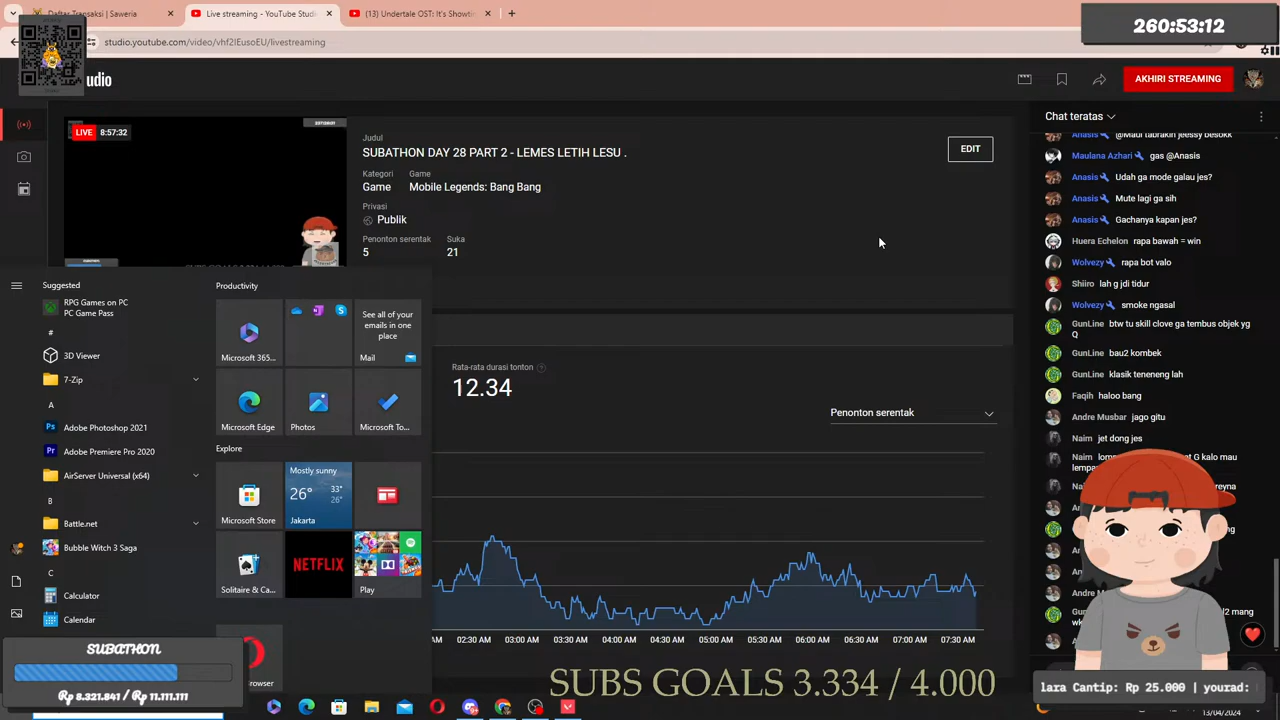 Daftar Transaksi | Saweria
Live streaming - YouTube Studio
(13) Undertale OST: It's Showti
studio.youtube.com/video/vhf2IEusoEU/livestreaming
260:53:12
udio
AKHIRI STREAMING
LIVE 8:57:32
Judul
SUBATHON DAY 28 PART 2 - LEMES LETIH LESU .
EDIT
Kategori Game
Game Mobile Legends: Bang Bang
Privasi
Publik
Penonton serentak Suka
5 21
Rata-rata durasi tonton
12.34
Penonton serentak
02:30 AM 03:00 AM 03:30 AM 04:00 AM 04:30 AM 05:00 AM 05:30 AM 06:00 AM 06:30 AM 07:00 AM 07:30 AM
Suggested
RPG Games on PC
PC Game Pass
#
3D Viewer
7-Zip
A
Adobe Photoshop 2021
Adobe Premiere Pro 2020
AirServer Universal (x64)
B
Battle.net
Bubble Witch 3 Saga
C
Calculator
Calendar
Productivity
Microsoft 365...
See all of your
emails in one
place
Mail
Microsoft Edge
Photos
Microsoft To...
Explore
Microsoft Store
Mostly sunny
26° 33°
26°
Jakarta
Solitaire & Ca...
NETFLIX
Play
Browser
Chat teratas
Anasis @Maul tabrakin jeessy besokk
Maulana Azhari gas @Anasis
Anasis Udah ga mode galau jes?
Anasis Mute lagi ga sih
Anasis Gachanya kapan jes?
Huera Echelon rapa bawah = win
Wolvezy rapa bot valo
Shiiro lah g jdi tidur
Wolvezy smoke ngasal
GunLine btw tu skill clove ga tembus objek yg
Q
GunLine bau2 kombek
GunLine klasik teneneng lah
Faqih haloo bang
Andre Musbar jago gitu
Naim jet dong jes
SUBATHON
Rp 8.321.841 / Rp 11.111.111
SUBS GOALS 3.334 / 4.000
lara Cantip: Rp 25.000 | yourad:
13/04/2024